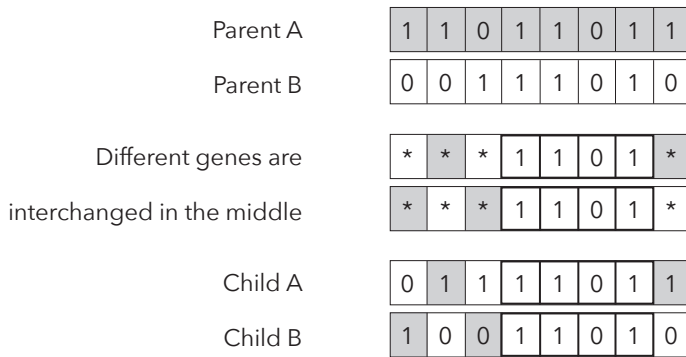 Parent A 1 1 0 1 1 0 1 1
Parent B 0 0 1 1 1 0 1 0
Different genes are * * * 1 1 0 1 *
interchanged in the middle * * * 1 1 0 1 *
Child A 0 1 1 1 1 0 1 1
Child B 1 0 0 1 1 0 1 0